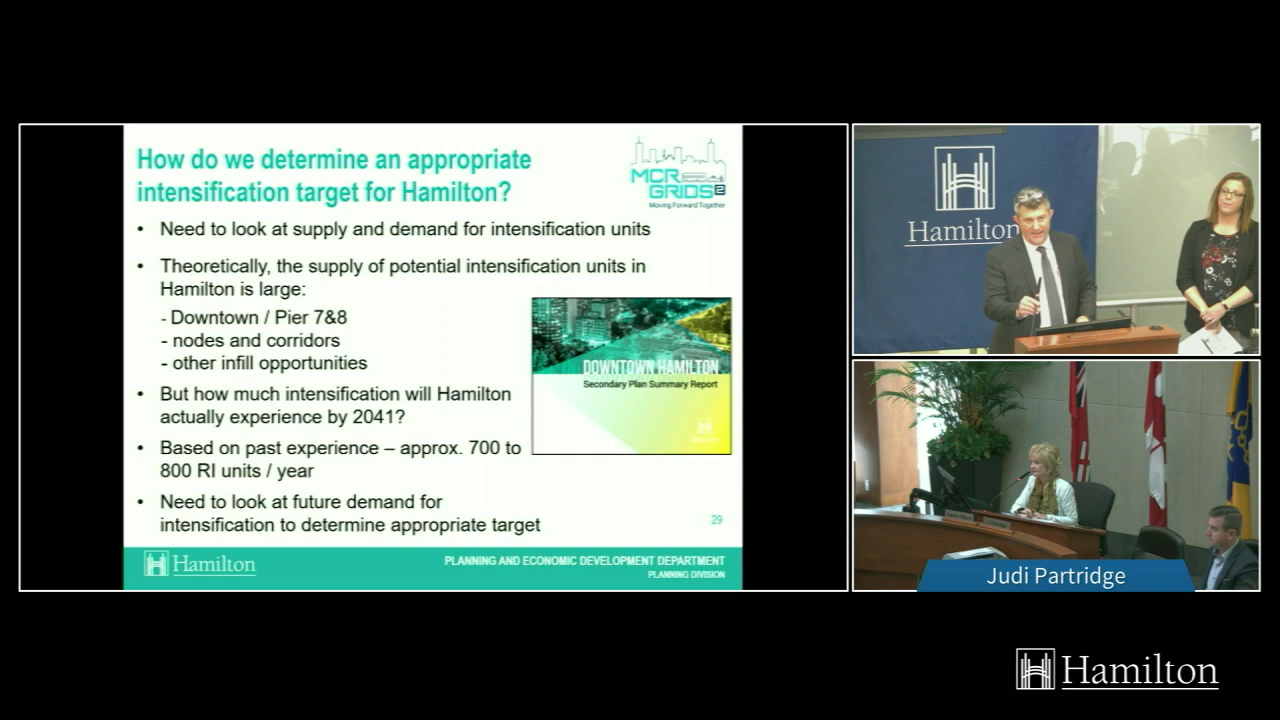 How do we determine an appropriate
intensification target for Hamilton?
MCR
GRIDS2
Moving Forward Together
• Need to look at supply and demand for intensification units
• Theoretically, the supply of potential intensification units in
Hamilton is large:
- Downtown / Pier 7&8
- nodes and corridors
- other infill opportunities
• But how much intensification will Hamilton
actually experience by 2041?
• Based on past experience – approx. 700 to
800 RI units / year
• Need to look at future demand for
intensification to determine appropriate target
DOWNTOWN HAMILTON
Secondary Plan Summary Report
29
Hamilton
PLANNING AND ECONOMIC DEVELOPMENT DEPARTMENT
PLANNING DIVISION
Hamilton
Judi Partridge
Hamilton